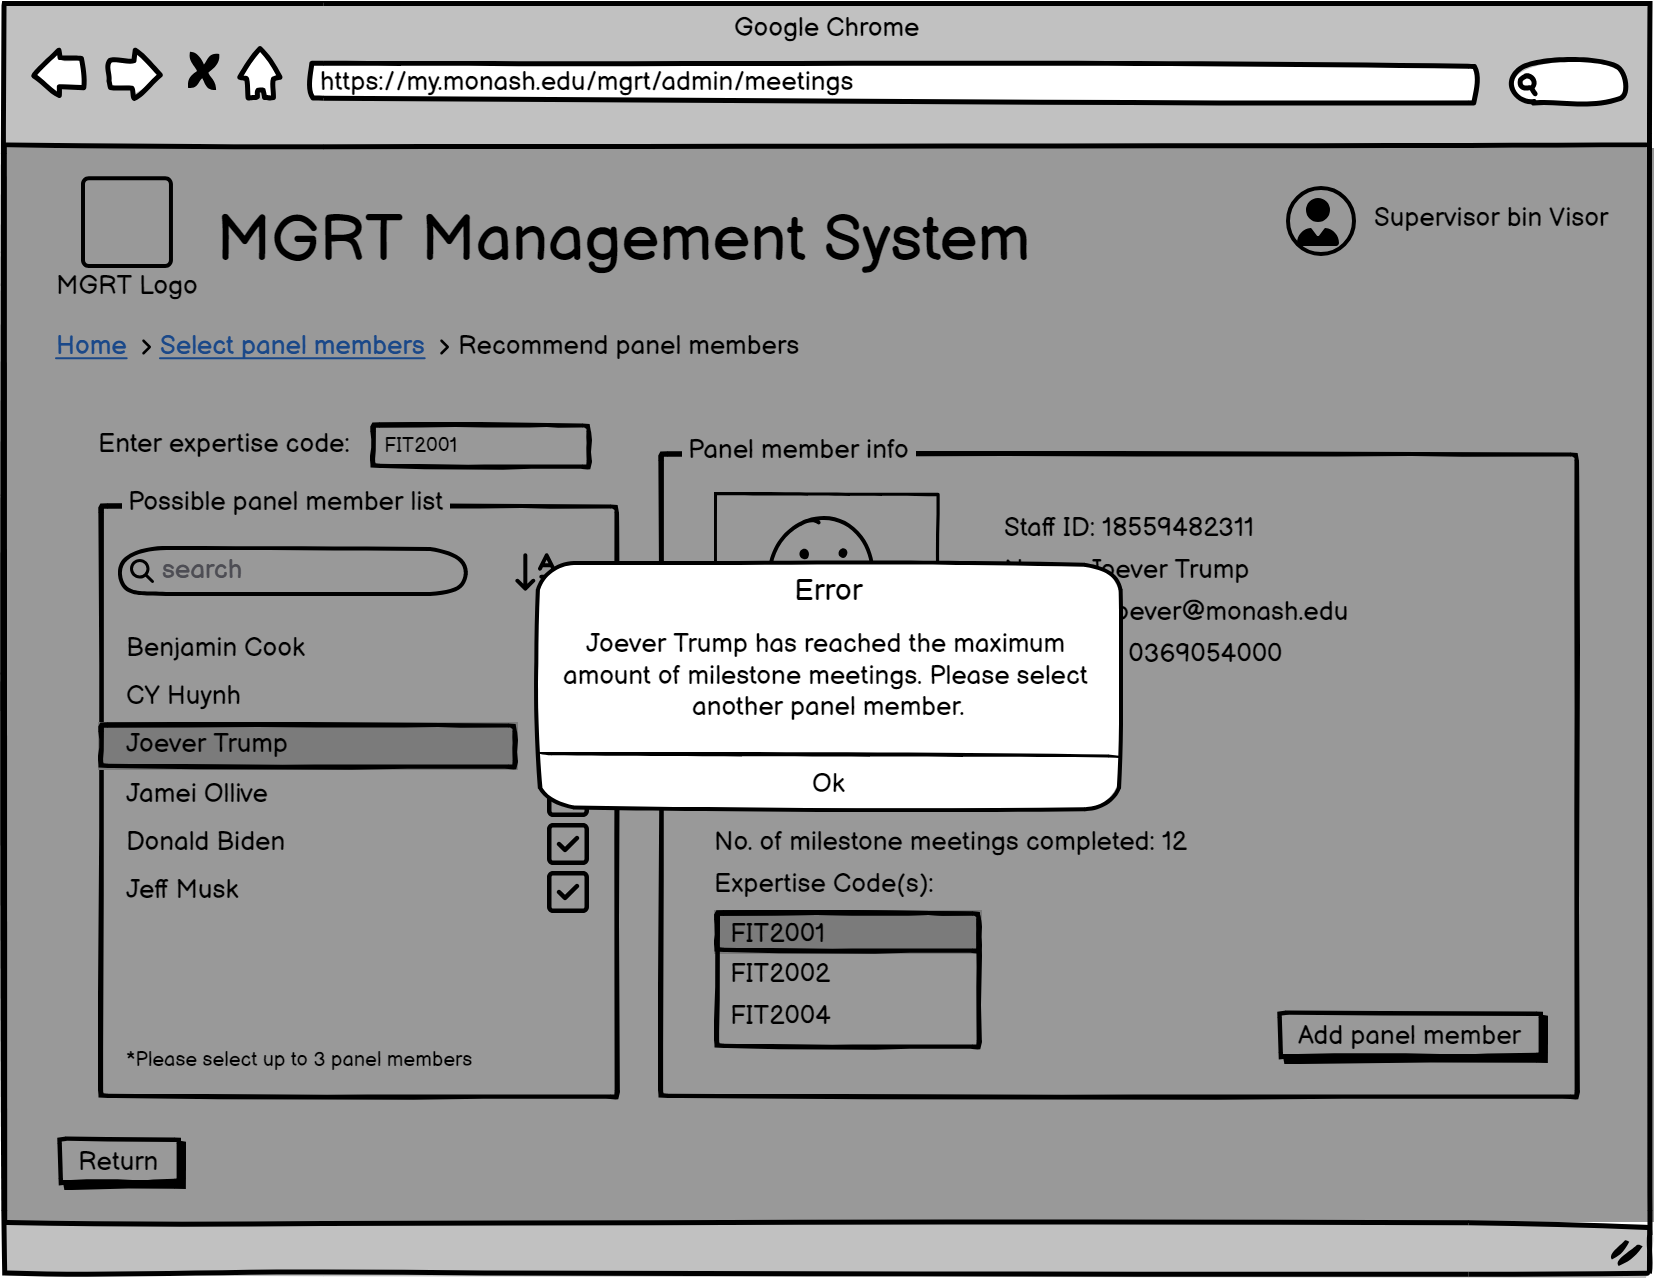 Google Chrome
https://my.monash.edu/mgrt/admin/meetings
MGRT Logo
MGRT Management System
Supervisor bin Visor
Home > Select panel members > Recommend panel members
Enter expertise code: FIT2001
Possible panel member list
search
Benjamin Cook
CY Huynh
Joever Trump
Jamei Ollive
Donald Biden
Jeff Musk
*Please select up to 3 panel members
Panel member info
Staff ID: 18559482311
Joever Trump
oever@monash.edu
0369054000
Error
Joever Trump has reached the maximum
amount of milestone meetings. Please select
another panel member.
Ok
No. of milestone meetings completed: 12
Expertise Code(s):
FIT2001
FIT2002
FIT2004
Add panel member
Return